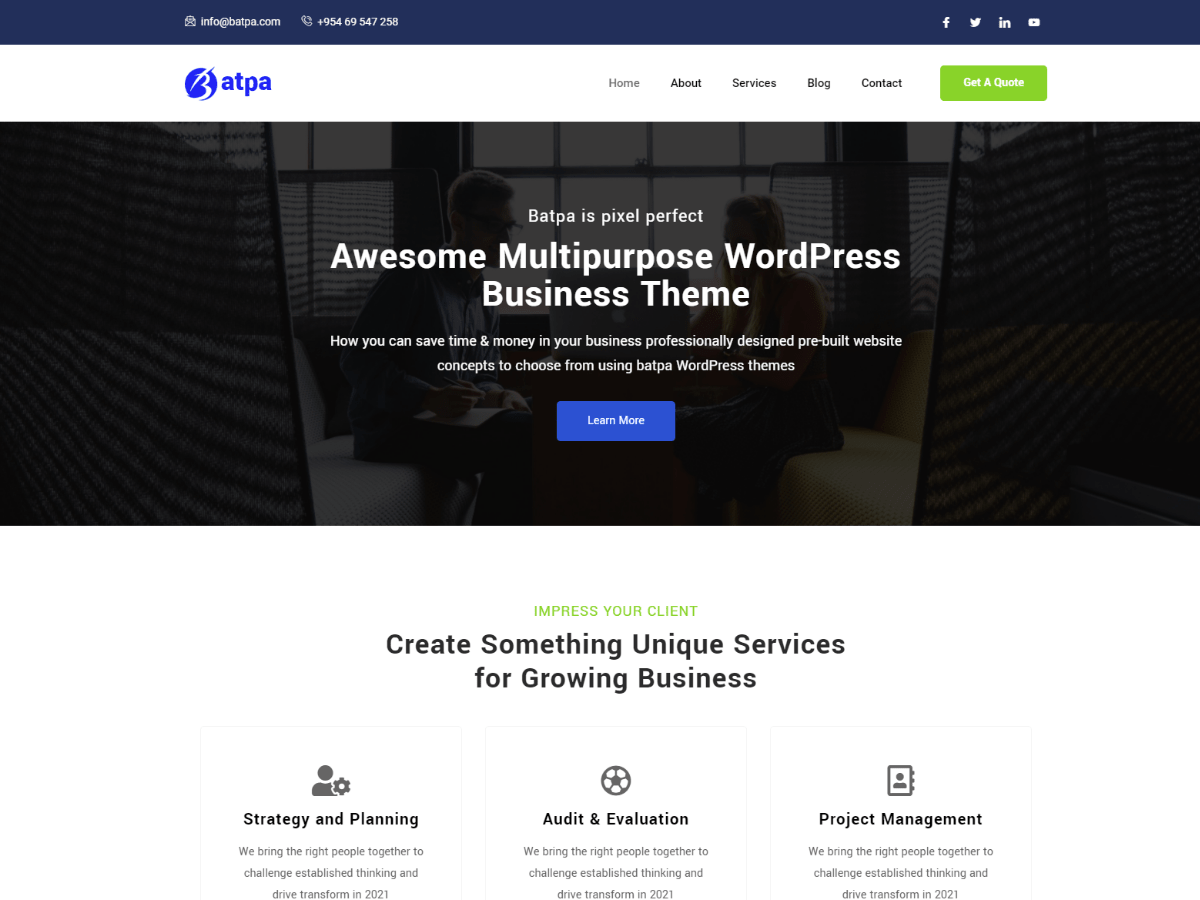 info@batpa.com +954 69 547 258
atpa
Home About Services Blog Contact Get A Quote
Batpa is pixel perfect
Awesome Multipurpose WordPress
Business Theme
How you can save time & money in your business professionally designed pre-built website
concepts to choose from using batpa WordPress themes
Learn More
IMPRESS YOUR CLIENT
Create Something Unique Services
for Growing Business
Strategy and Planning
We bring the right people together to
challenge established thinking and
drive transform in 2021
Audit & Evaluation
We bring the right people together to
challenge established thinking and
drive transform in 2021
Project Management
We bring the right people together to
challenge established thinking and
drive transform in 2021